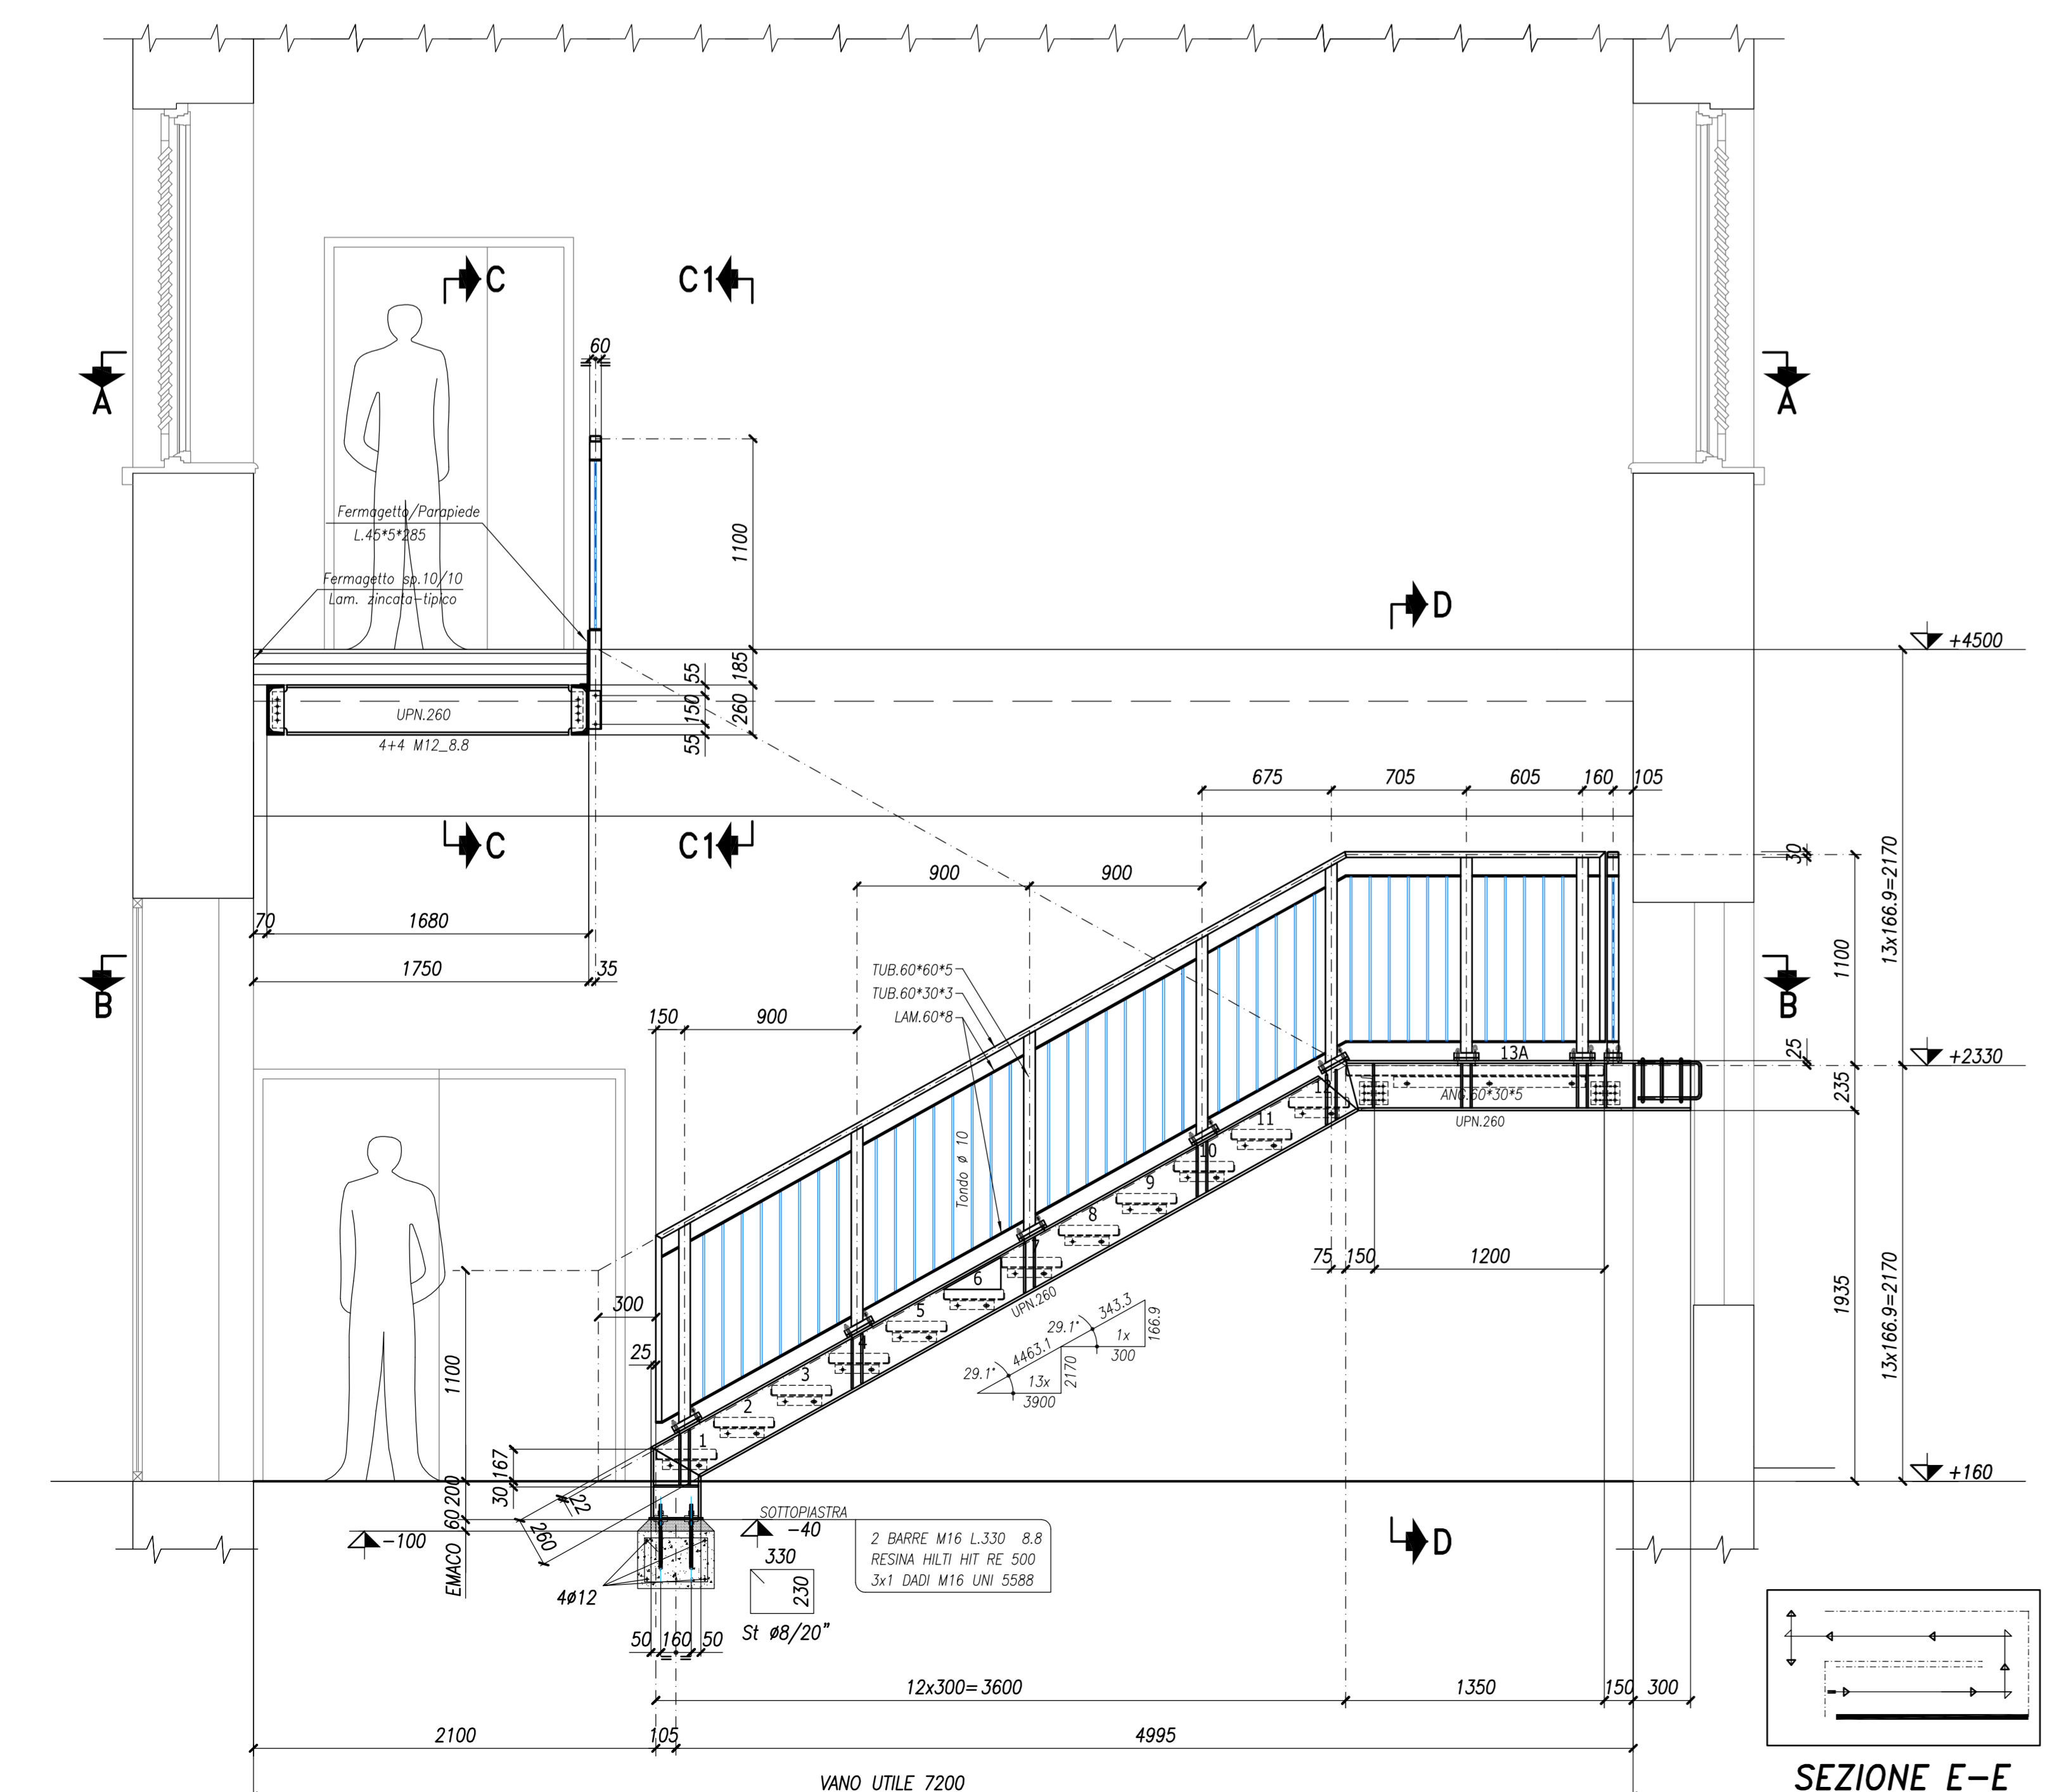 C
C1
A
A
60
Fermagetto/Parapiede
L.45*5*285
1100
Fermagetto sp.10/10
Lam. zincata-tipico
D
+4500
185
55
UPN.260
150
260
4+4 M12_8.8
55
675
705
605
160
105
C
C1
30
900
900
13x166.9=2170
70
1680
1750
35
B
B
1100
TUB.60*60*5
TUB.60*30*3
LAM.60*8
150
900
13A
25
+2330
ANG.60*30*5
235
UPN.260
11
10
9
8
Tondo ø 10
75
150
1200
6
5
UPN.260
300
343.3
29.1°
1x
166.9
300
4463.1
29.1°
13x
2170
3900
25
4
3
2
1
1100
1935
13x166.9=2170
167
30
200
60
22
260
+160
SOTTOPIASTRA
-40
-100
EMACO
2 BARRE M16 L.330 8.8
RESINA HILTI HIT RE 500
3x1 DADI M16 UNI 5588
D
330
230
4ø12
St ø8/20"
50
160
50
12x300=3600
1350
150
300
2100
105
4995
VANO UTILE 7200
SEZIONE E-E